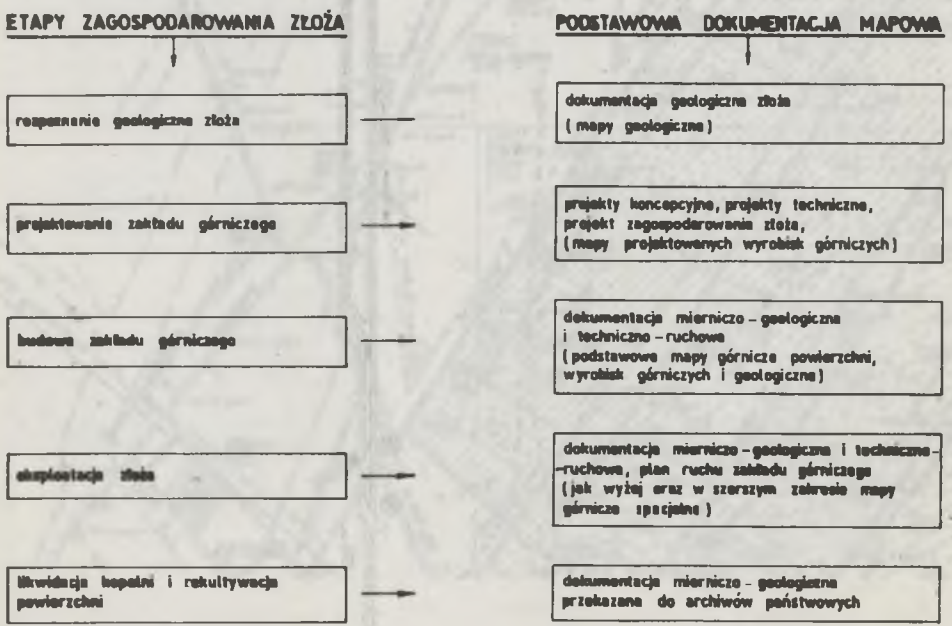 ETAPY ZAGOSPODAROWANIA ZŁOŻA
PODSTAWOWA DOKUMENTACJA MAPOWA
rozpoznanie geologiczne złoża
dokumentacja geologiczna złoża
( mapy geologiczne )
projektowanie zakładu górniczego
projekty koncepcyjne, projekty techniczne,
projekt zagospodarowania złoża,
( mapy projektowanych wyrobisk górniczych )
budowa zakładu górniczego
dokumentacja mierniczo - geologiczna
i techniczno - ruchowa
( podstawowe mapy górnicze powierzchni,
wyrobisk górniczych i geologiczne )
eksploatacja złoża
dokumentacja mierniczo - geologiczna i techniczno-
-ruchowa, plan ruchu zakładu górniczego
( jak wyżej oraz w szerszym zakresie mapy
górnicze specjalne )
likwidacja kopalni i rekultywacja
powierzchni
dokumentacja mierniczo - geologiczna
przekazana do archiwów państwowych